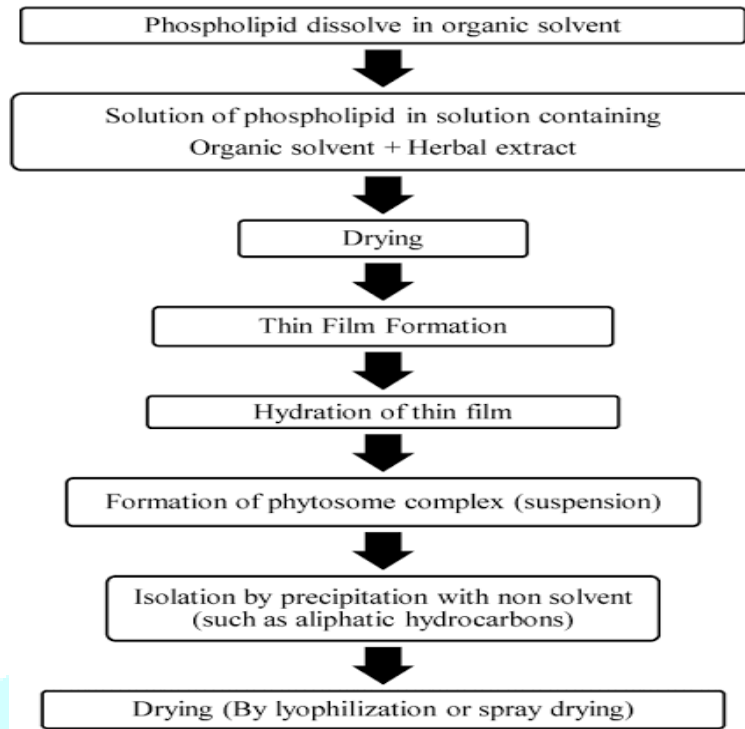 Phospholipid dissolve in organic solvent
Solution of phospholipid in solution containing
Organic solvent + Herbal extract
Drying
Thin Film Formation
Hydration of thin film
Formation of phytosome complex (suspension)
Isolation by precipitation with non solvent
(such as aliphatic hydrocarbons)
Drying (By lyophilization or spray drying)